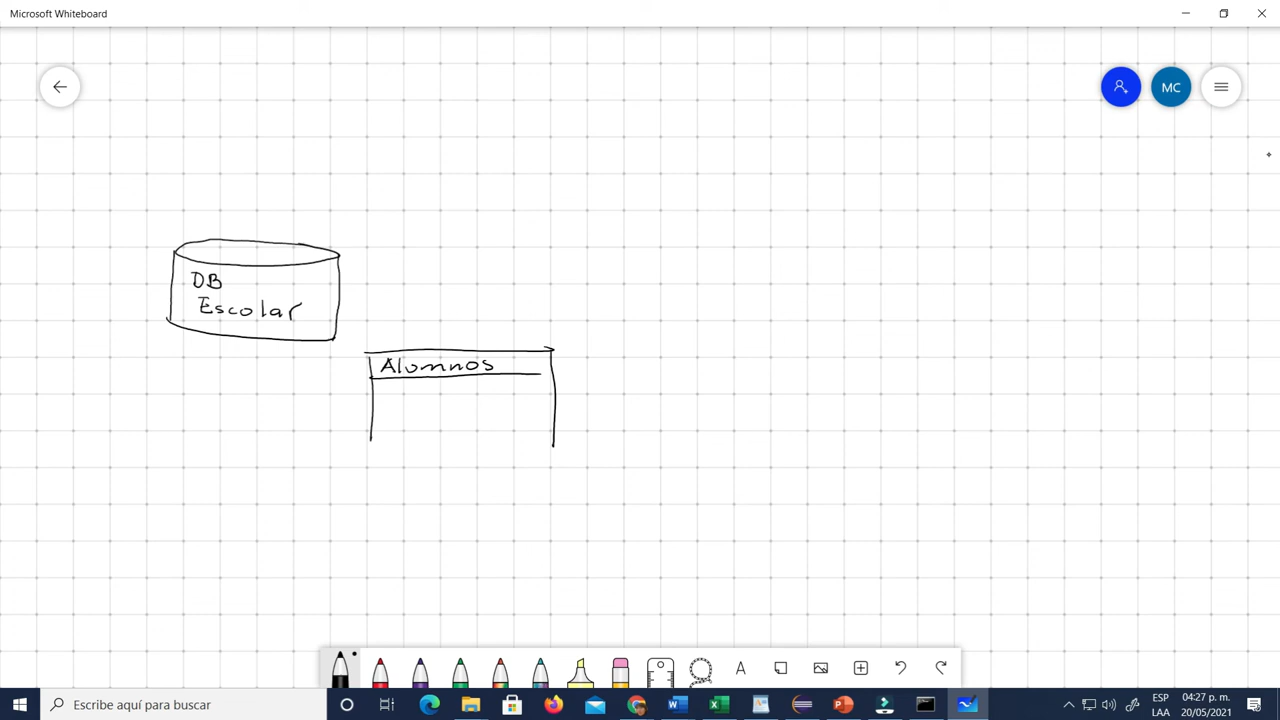 Microsoft Whiteboard
MC
DB
Escolar
Alumnos
Escribe aquí para buscar
ESP
LAA
04:27 p. m.
20/05/2021